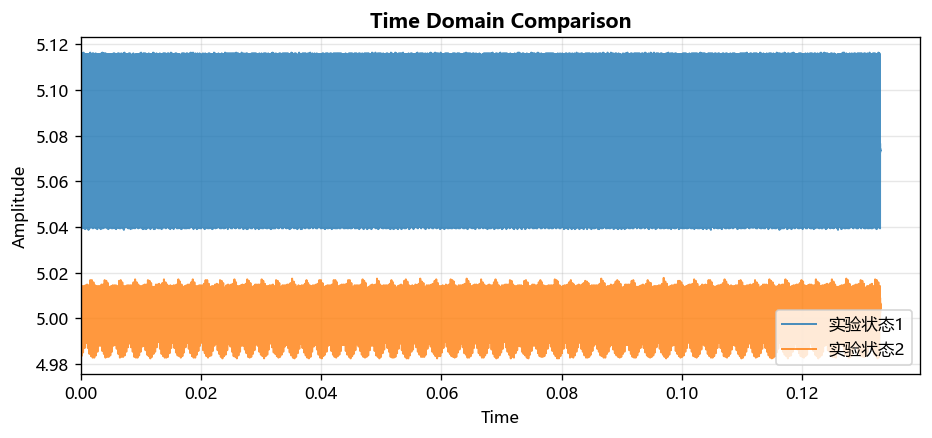 Time Domain Comparison
5.12
5.10
5.08
5.06
5.04
5.02
5.00
4.98
Amplitude
实验状态1
实验状态2
0.00 0.02 0.04 0.06 0.08 0.10 0.12
Time